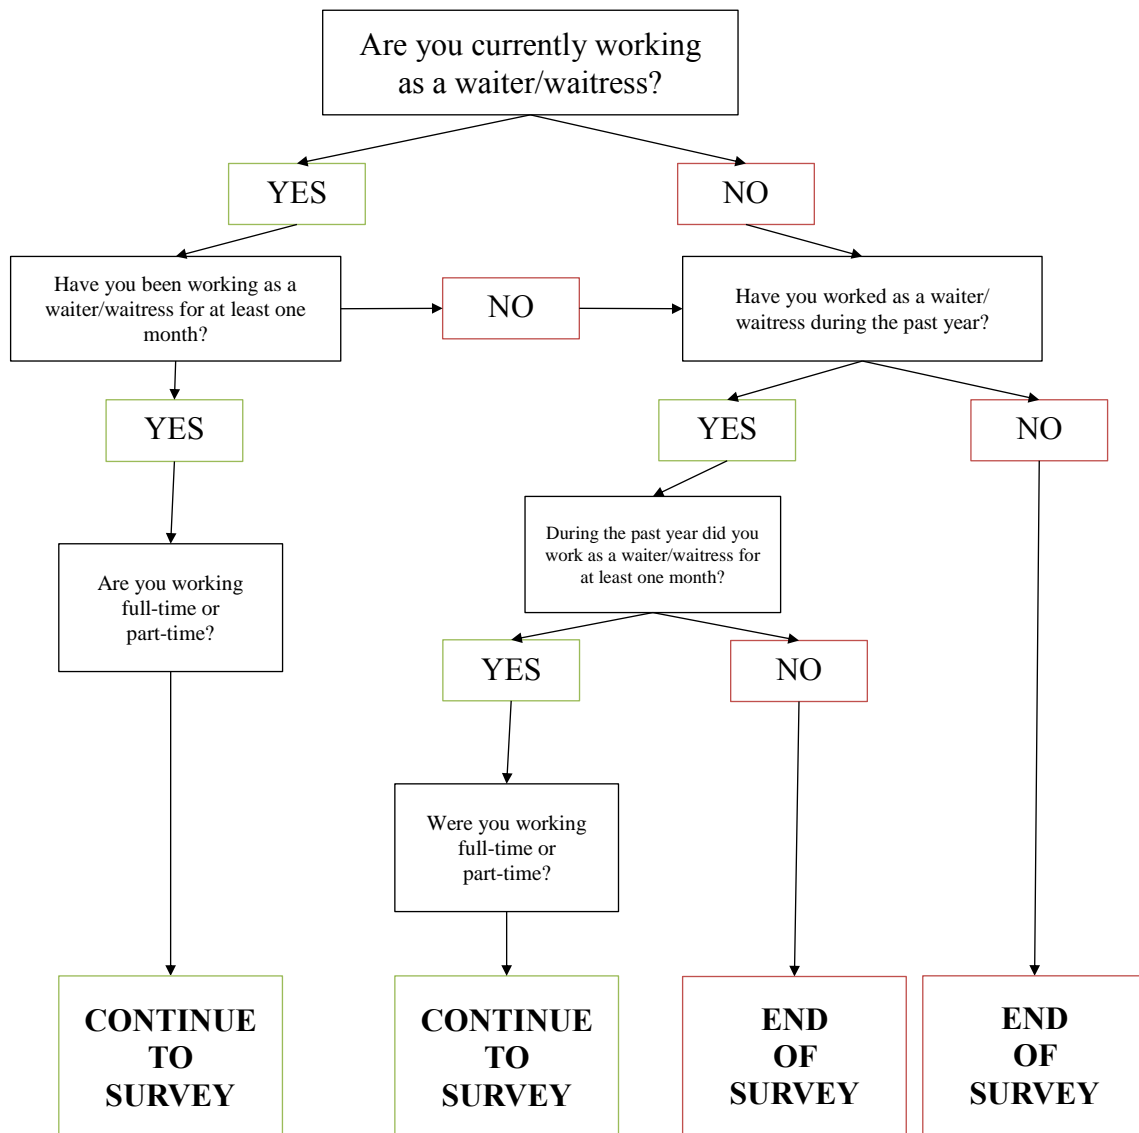 Are you currently working
as a waiter/waitress?
YES
NO
Have you been working as a
waiter/waitress for at least one
month?
NO
Have you worked as a waiter/
waitress during the past year?
YES
YES
NO
During the past year did you
work as a waiter/waitress for
at least one month?
Are you working
full-time or
part-time?
YES
NO
Were you working
full-time or
part-time?
CONTINUE
TO
SURVEY
CONTINUE
TO
SURVEY
END
OF
SURVEY
END
OF
SURVEY